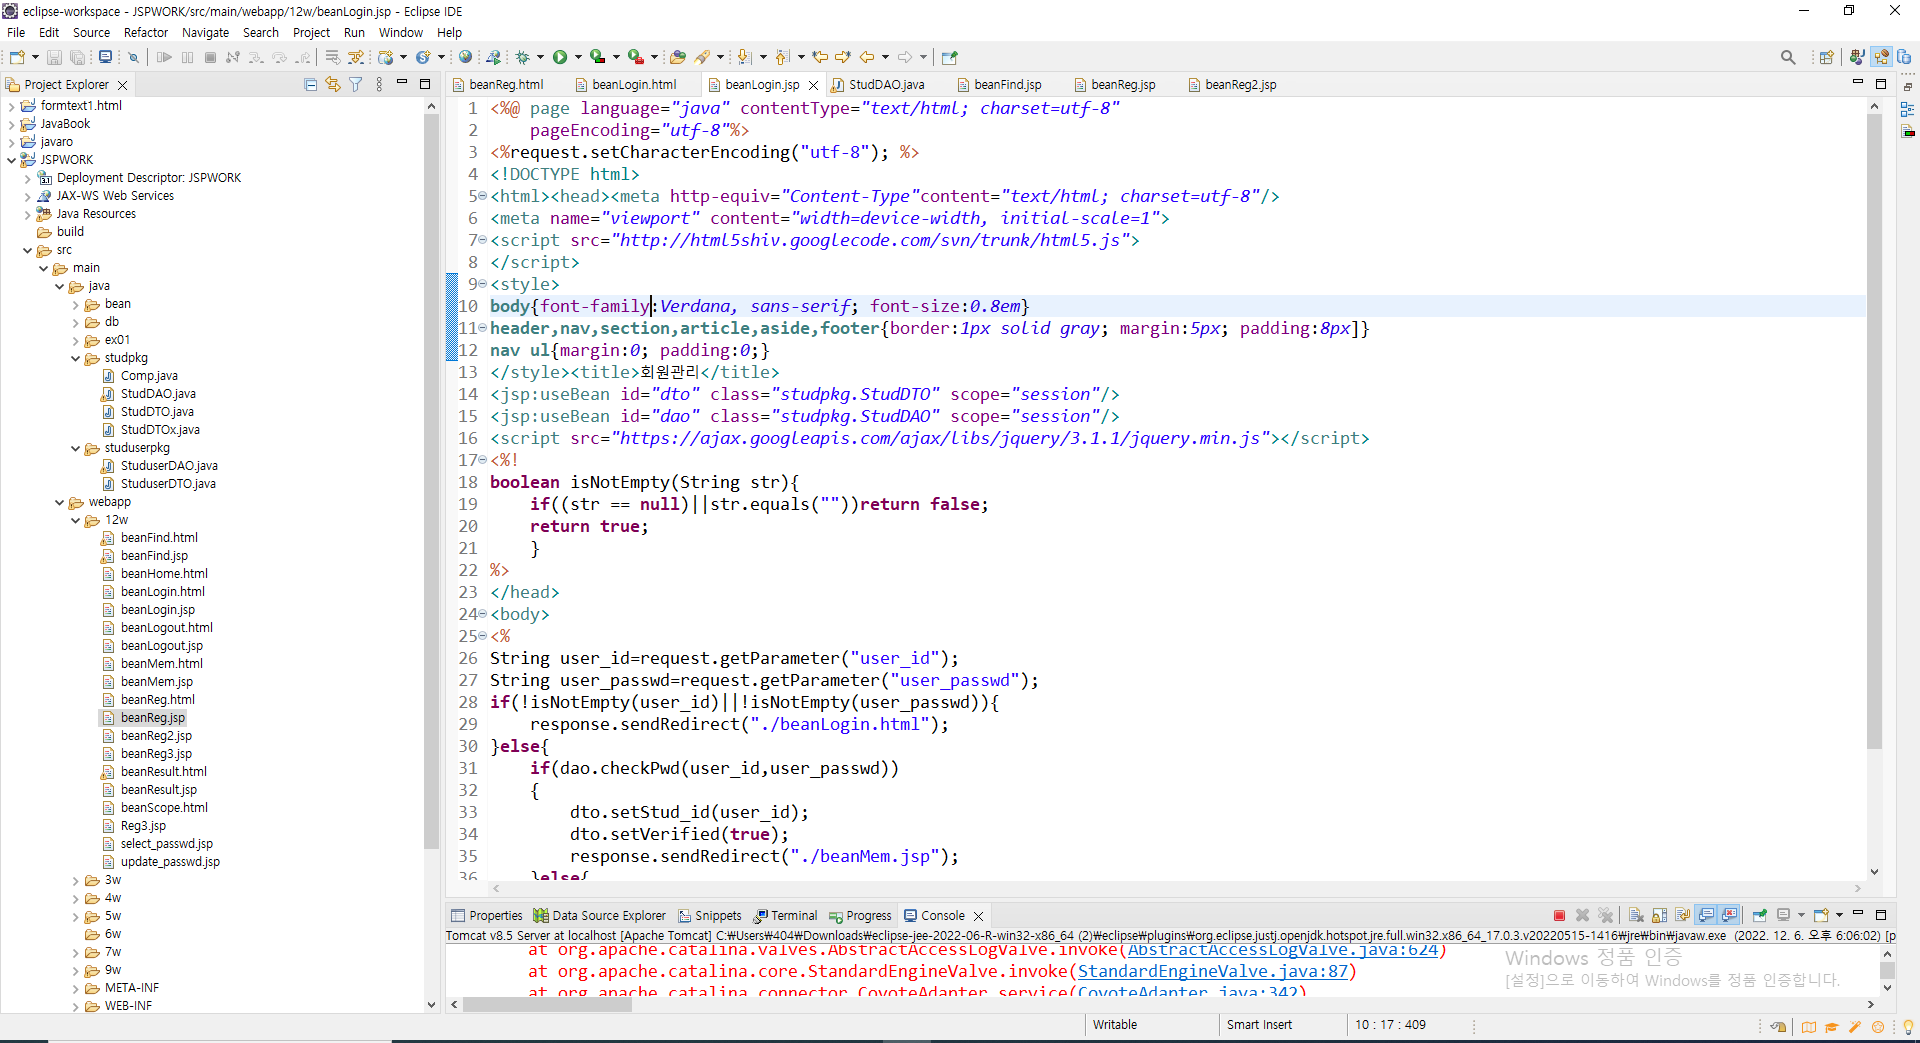 eclipse-workspace - JSPWORK/src/main/webapp/12w/beanLogin.jsp - Eclipse IDE
File Edit Source Refactor Navigate Search Project Run Window Help
Project Explorer
formtext1.html
JavaBook
javaro
JSPWORK
Deployment Descriptor: JSPWORK
JAX-WS Web Services
Java Resources
build
src
main
java
bean
db
ex01
studpkg
Comp.java
StudDAO.java
StudDTO.java
StudDTOx.java
studuserpkg
StuduserDAO.java
StuduserDTO.java
webapp
12w
beanFind.html
beanFind.jsp
beanHome.html
beanLogin.html
beanLogin.jsp
beanLogout.html
beanLogout.jsp
beanMem.html
beanMem.jsp
beanReg.html
beanReg.jsp
beanReg2.jsp
beanReg3.jsp
beanResult.html
beanResult.jsp
beanScope.html
Reg3.jsp
select_passwd.jsp
update_passwd.jsp
3w
4w
5w
6w
7w
9w
META-INF
WEB-INF
beanReg.html beanLogin.html beanLogin.jsp StudDAO.java beanFind.jsp beanReg.jsp beanReg2.jsp
1 <%@ page language="java" contentType="text/html; charset=utf-8"
2 pageEncoding="utf-8"%>
3 <%request.setCharacterEncoding("utf-8"); %>
4 <!DOCTYPE html>
5 <html><head><meta http-equiv="Content-Type"content="text/html; charset=utf-8"/>
6 <meta name="viewport" content="width=device-width, initial-scale=1">
7 <script src="http://html5shiv.googlecode.com/svn/trunk/html5.js">
8 </script>
9 <style>
10 body{font-family:Verdana, sans-serif; font-size:0.8em}
11 header,nav,section,article,aside,footer{border:1px solid gray; margin:5px; padding:8px]}
12 nav ul{margin:0; padding:0;}
13 </style><title>회원관리</title>
14 <jsp:useBean id="dto" class="studpkg.StudDTO" scope="session"/>
15 <jsp:useBean id="dao" class="studpkg.StudDAO" scope="session"/>
16 <script src="https://ajax.googleapis.com/ajax/libs/jquery/3.1.1/jquery.min.js"></script>
17 <%!
18 boolean isNotEmpty(String str){
19 if((str == null)||str.equals(""))return false;
20 return true;
21 }
22 %>
23 </head>
24 <body>
25 <%
26 String user_id=request.getParameter("user_id");
27 String user_passwd=request.getParameter("user_passwd");
28 if(!isNotEmpty(user_id)||!isNotEmpty(user_passwd)){
29 response.sendRedirect("./beanLogin.html");
30 }else{
31 if(dao.checkPwd(user_id,user_passwd))
32 {
33 dto.setStud_id(user_id);
34 dto.setVerified(true);
35 response.sendRedirect("./beanMem.jsp");
36 }else{
Properties Data Source Explorer Snippets Terminal Progress Console
Tomcat v8.5 Server at localhost [Apache Tomcat] C:₩Users₩404₩Downloads₩eclipse-jee-2022-06-R-win32-x86_64 (2)₩eclipse₩plugins₩org.eclipse.justj.openjdk.hotspot.jre.full.win32.x86_64_17.0.3.v20220515-1416₩jre₩bin₩javaw.exe (2022. 12. 6. 오후 6:06:02) [p
at org.apache.catalina.valves.AbstractAccessLogValve.invoke(AbstractAccessLogValve.java:624)
at org.apache.catalina.core.StandardEngineValve.invoke(StandardEngineValve.java:87)
at org.apache.catalina.connector.CoyoteAdapter.service(CoyoteAdapter.java:342)
Windows 정품 인증
[설정]으로 이동하여 Windows를 정품 인증합니다.
Writable Smart Insert 10 : 17 : 409